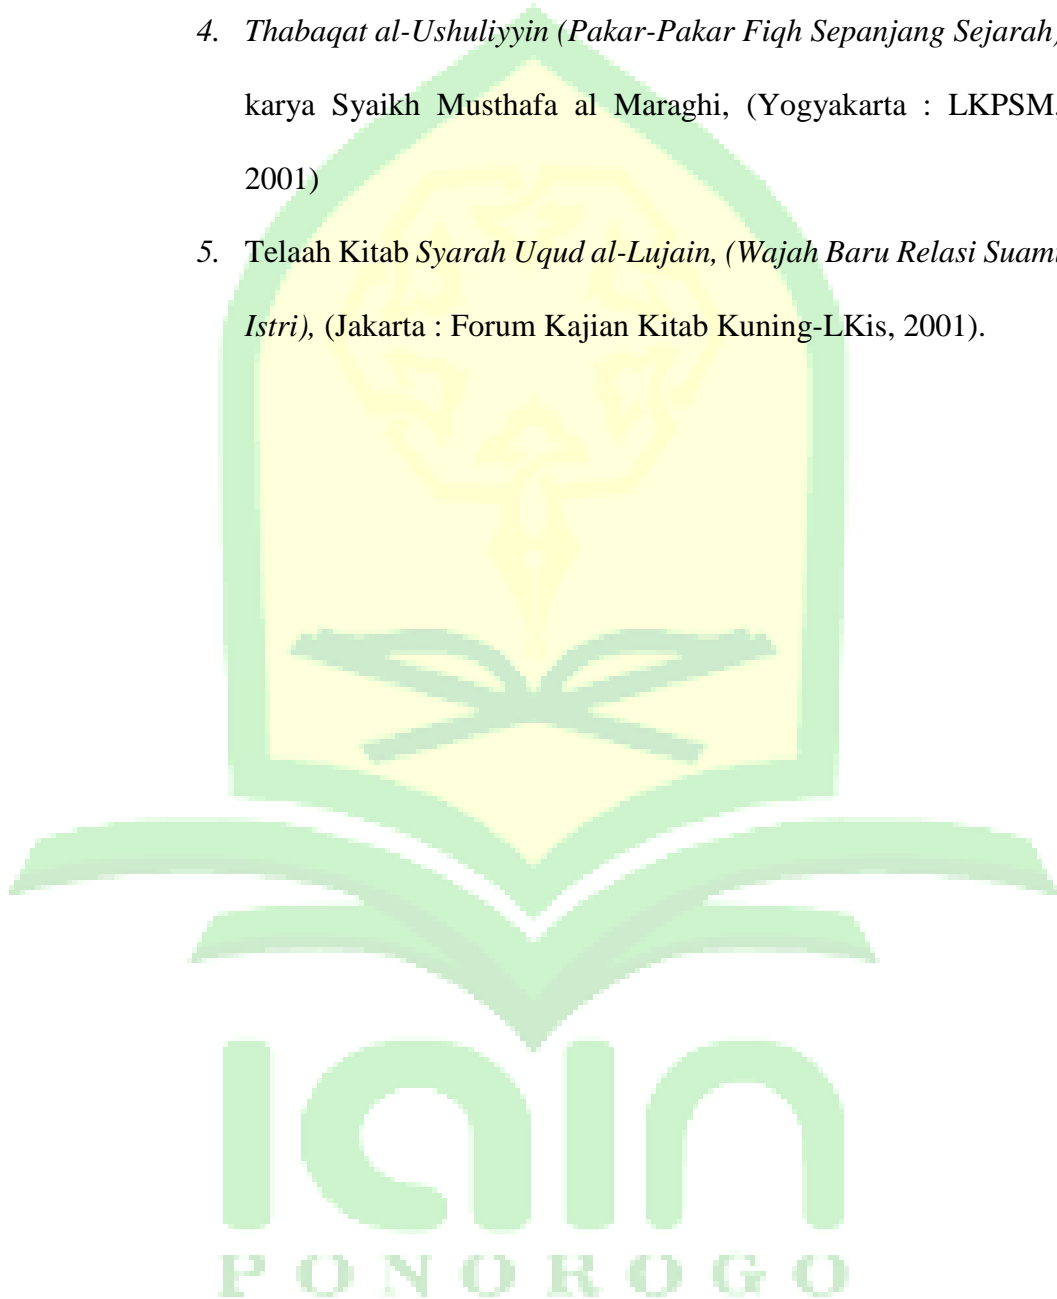 4. Thabaqat al-Ushuliyyin (Pakar-Pakar Fiqh Sepanjang Sejarah)
karya Syaikh Musthafa al Maraghi, (Yogyakarta : LKPSM,
2001)
5. Telaah Kitab Syarah Uqud al-Lujain, (Wajah Baru Relasi Suami
Istri), (Jakarta : Forum Kajian Kitab Kuning-LKis, 2001).
iain
PONOROGO